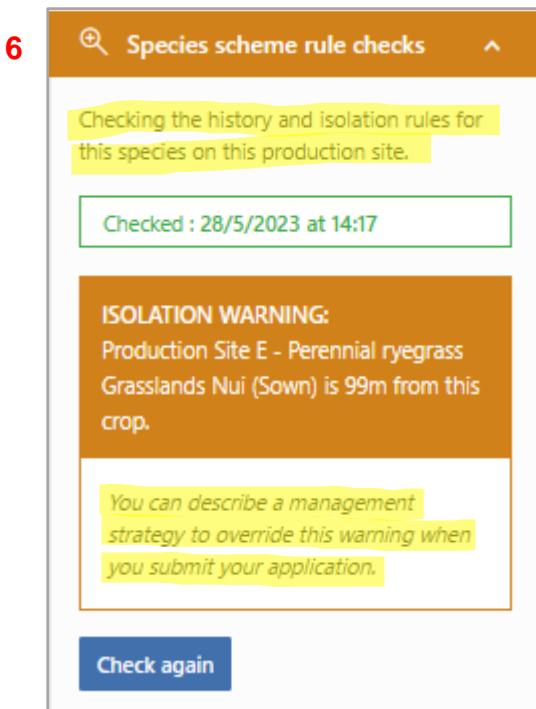 6
Species scheme rule checks
Checking the history and isolation rules for
this species on this production site.
Checked : 28/5/2023 at 14:17
ISOLATION WARNING:
Production Site E - Perennial ryegrass
Grasslands Nui (Sown) is 99m from this
crop.
You can describe a management
strategy to override this warning when
you submit your application.
Check again